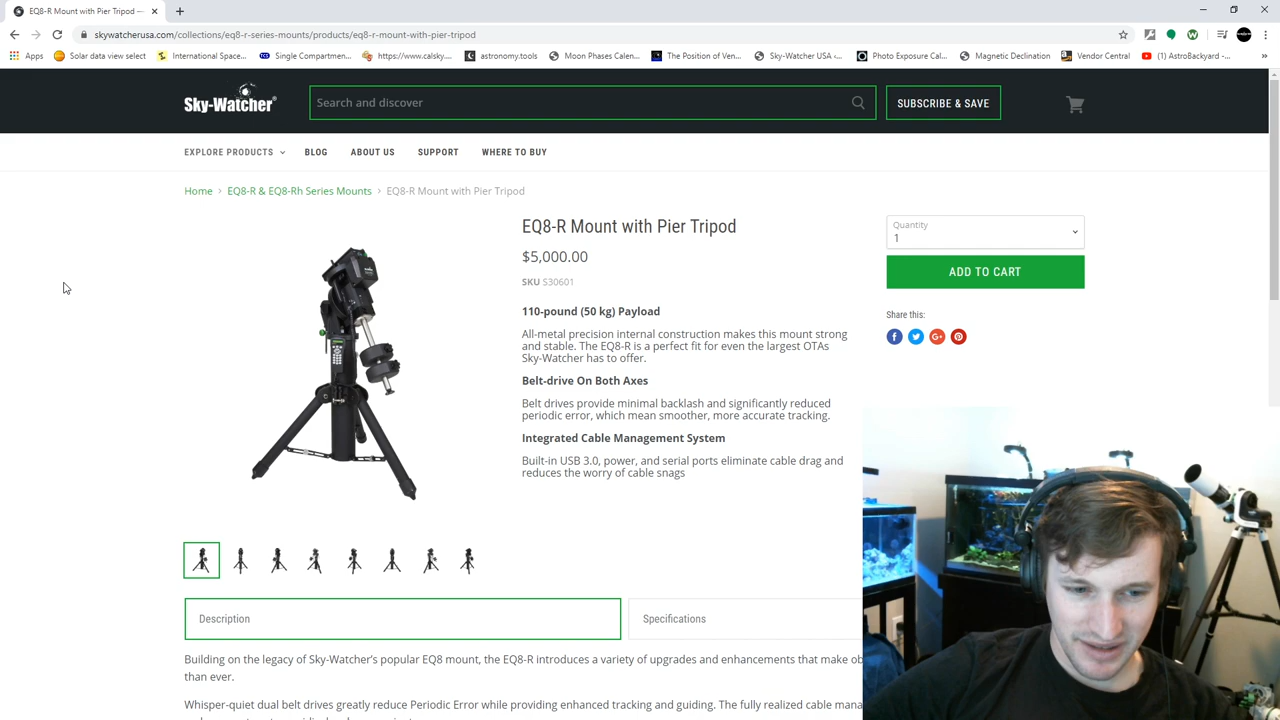 EQ8-R Mount with Pier Tripod —
skywatcherusa.com/collections/eq8-r-series-mounts/products/eq8-r-mount-with-pier-tripod
Apps Solar data view select International Space... Single Compartmen... https://www.calsky.... astronomy.tools Moon Phases Calen... The Position of Ven... Sky-Watcher USA ‹... Photo Exposure Cal... Magnetic Declination Vendor Central (1) AstroBackyard -... »
Sky-Watcher®
Search and discover
SUBSCRIBE & SAVE
EXPLORE PRODUCTS BLOG ABOUT US SUPPORT WHERE TO BUY
Home › EQ8-R & EQ8-Rh Series Mounts › EQ8-R Mount with Pier Tripod
EQ8-R Mount with Pier Tripod
$5,000.00
SKU S30601
110-pound (50 kg) Payload
All-metal precision internal construction makes this mount strong
and stable. The EQ8-R is a perfect fit for even the largest OTAs
Sky-Watcher has to offer.
Belt-drive On Both Axes
Belt drives provide minimal backlash and significantly reduced
periodic error, which mean smoother, more accurate tracking.
Integrated Cable Management System
Built-in USB 3.0, power, and serial ports eliminate cable drag and
reduces the worry of cable snags
Quantity
1
ADD TO CART
Share this:
Description
Specifications
Building on the legacy of Sky-Watcher's popular EQ8 mount, the EQ8-R introduces a variety of upgrades and enhancements that make
than ever.
Whisper-quiet dual belt drives greatly reduce Periodic Error while providing enhanced tracking and guiding. The fully realized cable